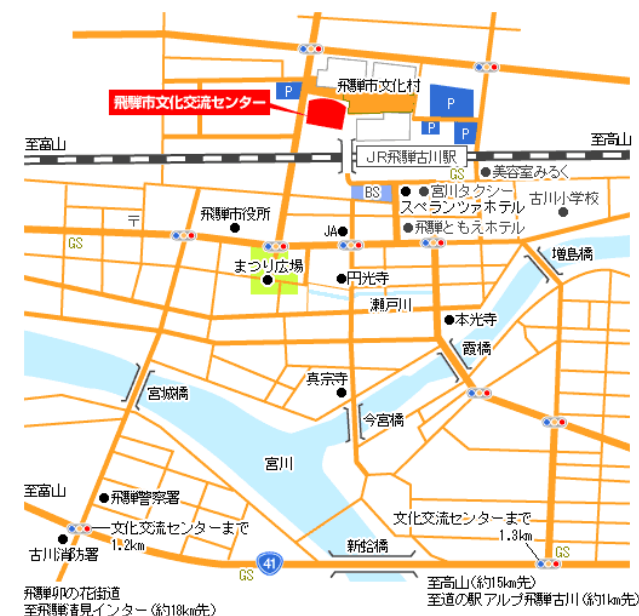 飛騨市文化村
P
P
飛騨市文化交流センター
P
P
至富山
至高山
JR飛騨古川駅
GS
美容室みるく
BS
宮川タクシー
スペランツァホテル
古川小学校
〒
飛騨市役所
JA
飛騨ともえホテル
GS
増島橋
まつり広場
円光寺
瀬戸川
本光寺
霞橋
真宗寺
宮城橋
今宮橋
宮川
至富山
飛騨警察署
文化交流センターまで
1.2km
文化交流センターまで
1.3km
古川消防署
新蛤橋
GS
41
GS
飛騨卯の花街道
至飛騨清見インター(約18km先)
至高山(約15km先)
至道の駅アルプ飛騨古川(約1km先)